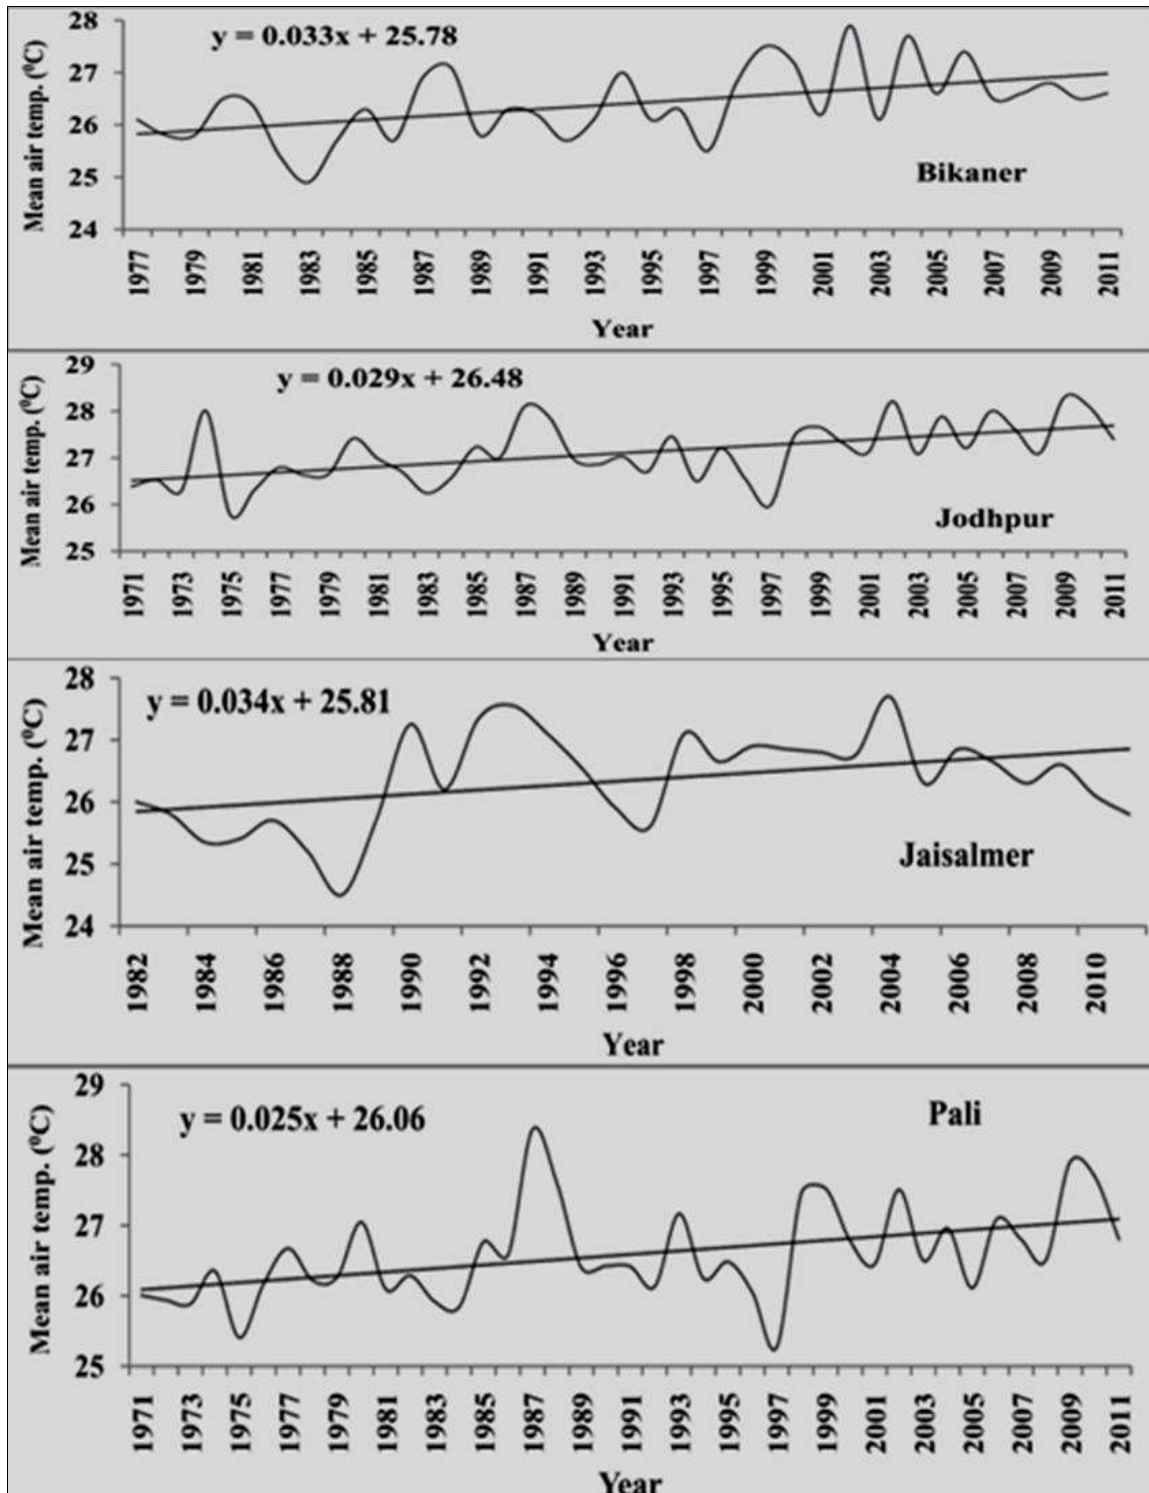 28
y = 0.033x + 25.78
27
26
25
24
Mean air temp. (⁰C)
Bikaner
1977 1979 1981 1983 1985 1987 1989 1991 1993 1995 1997 1999 2001 2003 2005 2007 2009 2011
Year
29
y = 0.029x + 26.48
28
27
26
25
Mean air temp. (⁰C)
Jodhpur
1971 1973 1975 1977 1979 1981 1983 1985 1987 1989 1991 1993 1995 1997 1999 2001 2003 2005 2007 2009 2011
Year
28
y = 0.034x + 25.81
27
26
25
24
Mean air temp. (⁰C)
Jaisalmer
1982 1984 1986 1988 1990 1992 1994 1996 1998 2000 2002 2004 2006 2008 2010
Year
29
y = 0.025x + 26.06
Pali
28
27
26
25
Mean air temp. (⁰C)
1971 1973 1975 1977 1979 1981 1983 1985 1987 1989 1991 1993 1995 1997 1999 2001 2003 2005 2007 2009 2011
Year